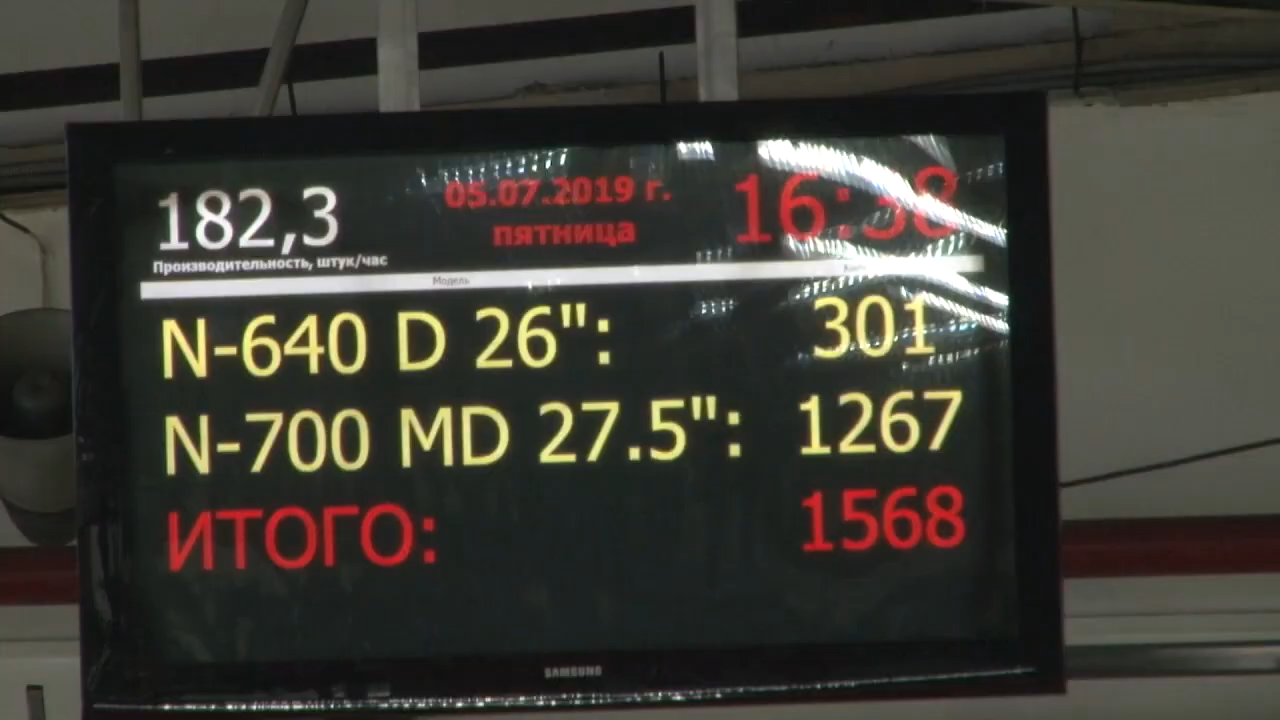 182,3
05.07.2019 г.
пятница
16:38
Производительность, штук/час
Модель
N-640 D 26": 301
N-700 MD 27.5": 1267
ИТОГО: 1568
SAMSUNG